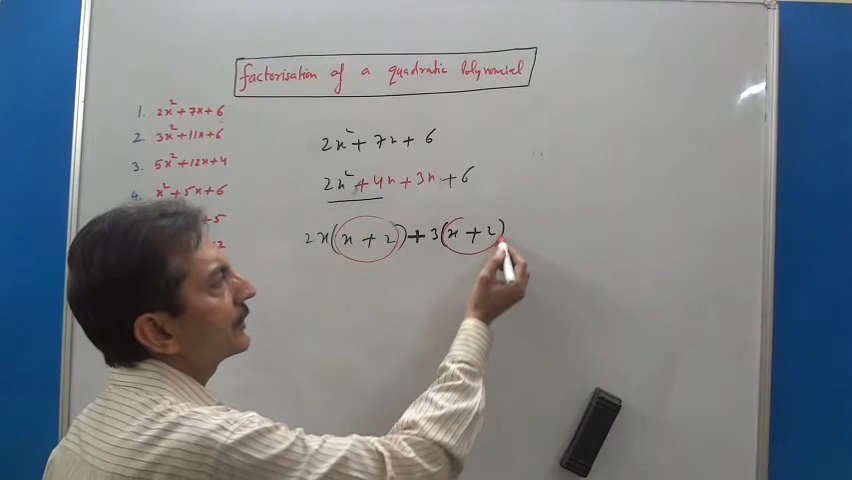 factorisation of a quadratic Polynomial
1. 2x²+7x+6
2. 3x²+11x+6
3. 5x²+12x+4
4. x²+5x+6
2x²+7x+6
2x²+4x+3x+6
2x(x+2)+3(x+2)